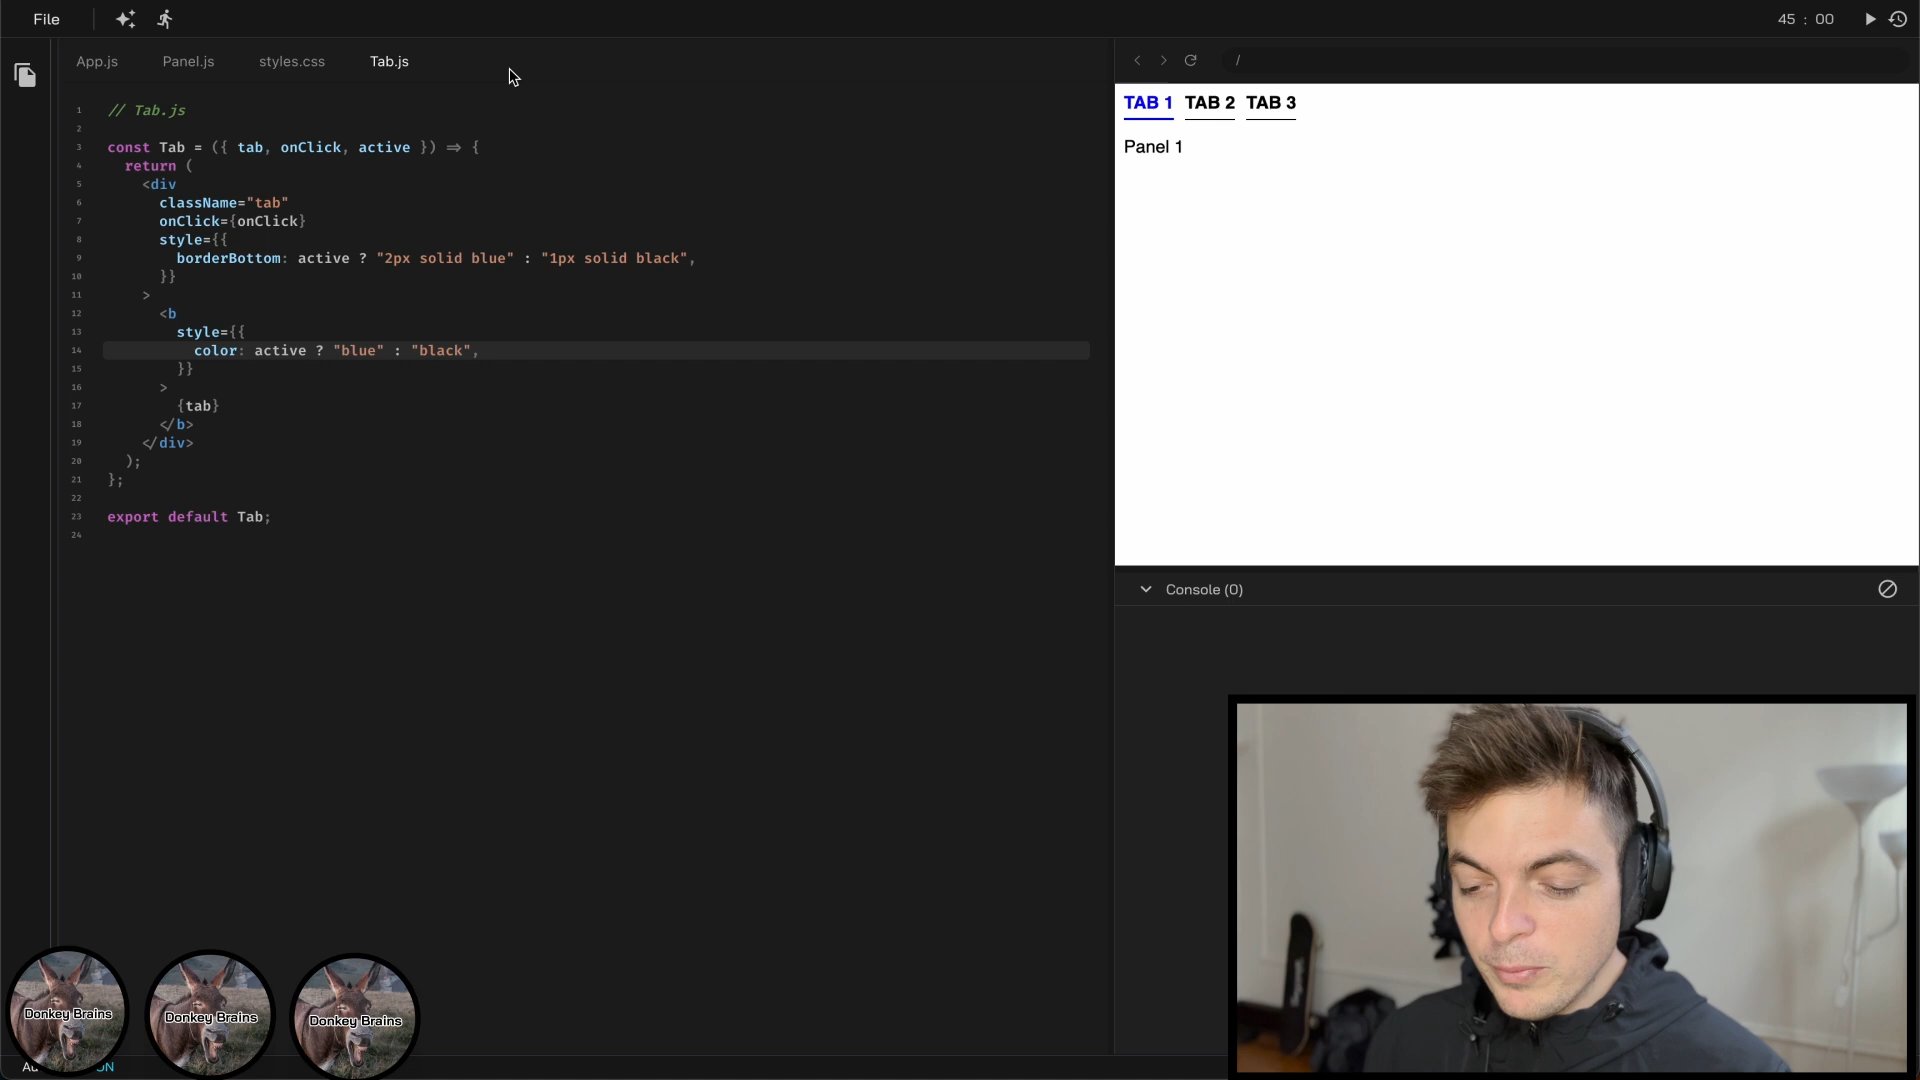 File
45 : 00
App.js
Panel.js
styles.css
Tab.js
/
1 // Tab.js
2
3 const Tab = ({ tab, onClick, active }) => {
4 return (
5 <div
6 className="tab"
7 onClick={onClick}
8 style={{
9 borderBottom: active ? "2px solid blue" : "1px solid black",
10 }}
11 >
12 <b
13 style={{
14 color: active ? "blue" : "black",
15 }}
16 >
17 {tab}
18 </b>
19 </div>
20 );
21 };
22
23 export default Tab;
24
TAB 1 TAB 2 TAB 3
Panel 1
Console (0)
Donkey Brains
Donkey Brains
Donkey Brains